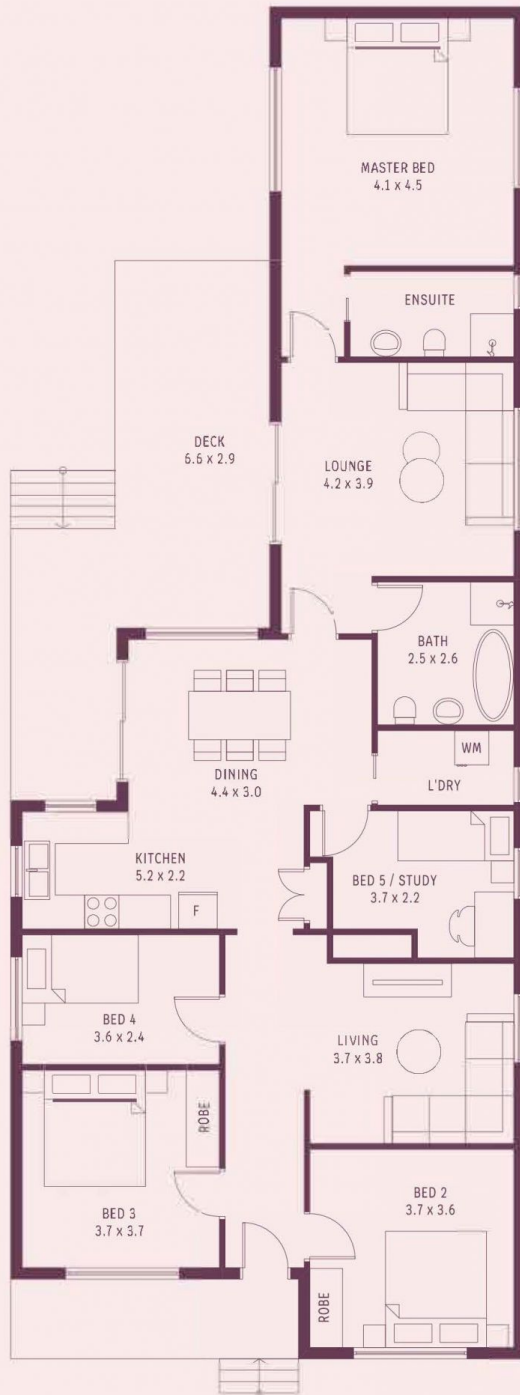 MASTER BED
4.1 x 4.5
ENSUITE
DECK
6.6 x 2.9
LOUNGE
4.2 x 3.9
BATH
2.5 x 2.6
WM
L'DRY
DINING
4.4 x 3.0
KITCHEN
5.2 x 2.2
F
BED 5 / STUDY
3.7 x 2.2
BED 4
3.6 x 2.4
LIVING
3.7 x 3.8
ROBE
BED 3
3.7 x 3.7
BED 2
3.7 x 3.6
ROBE